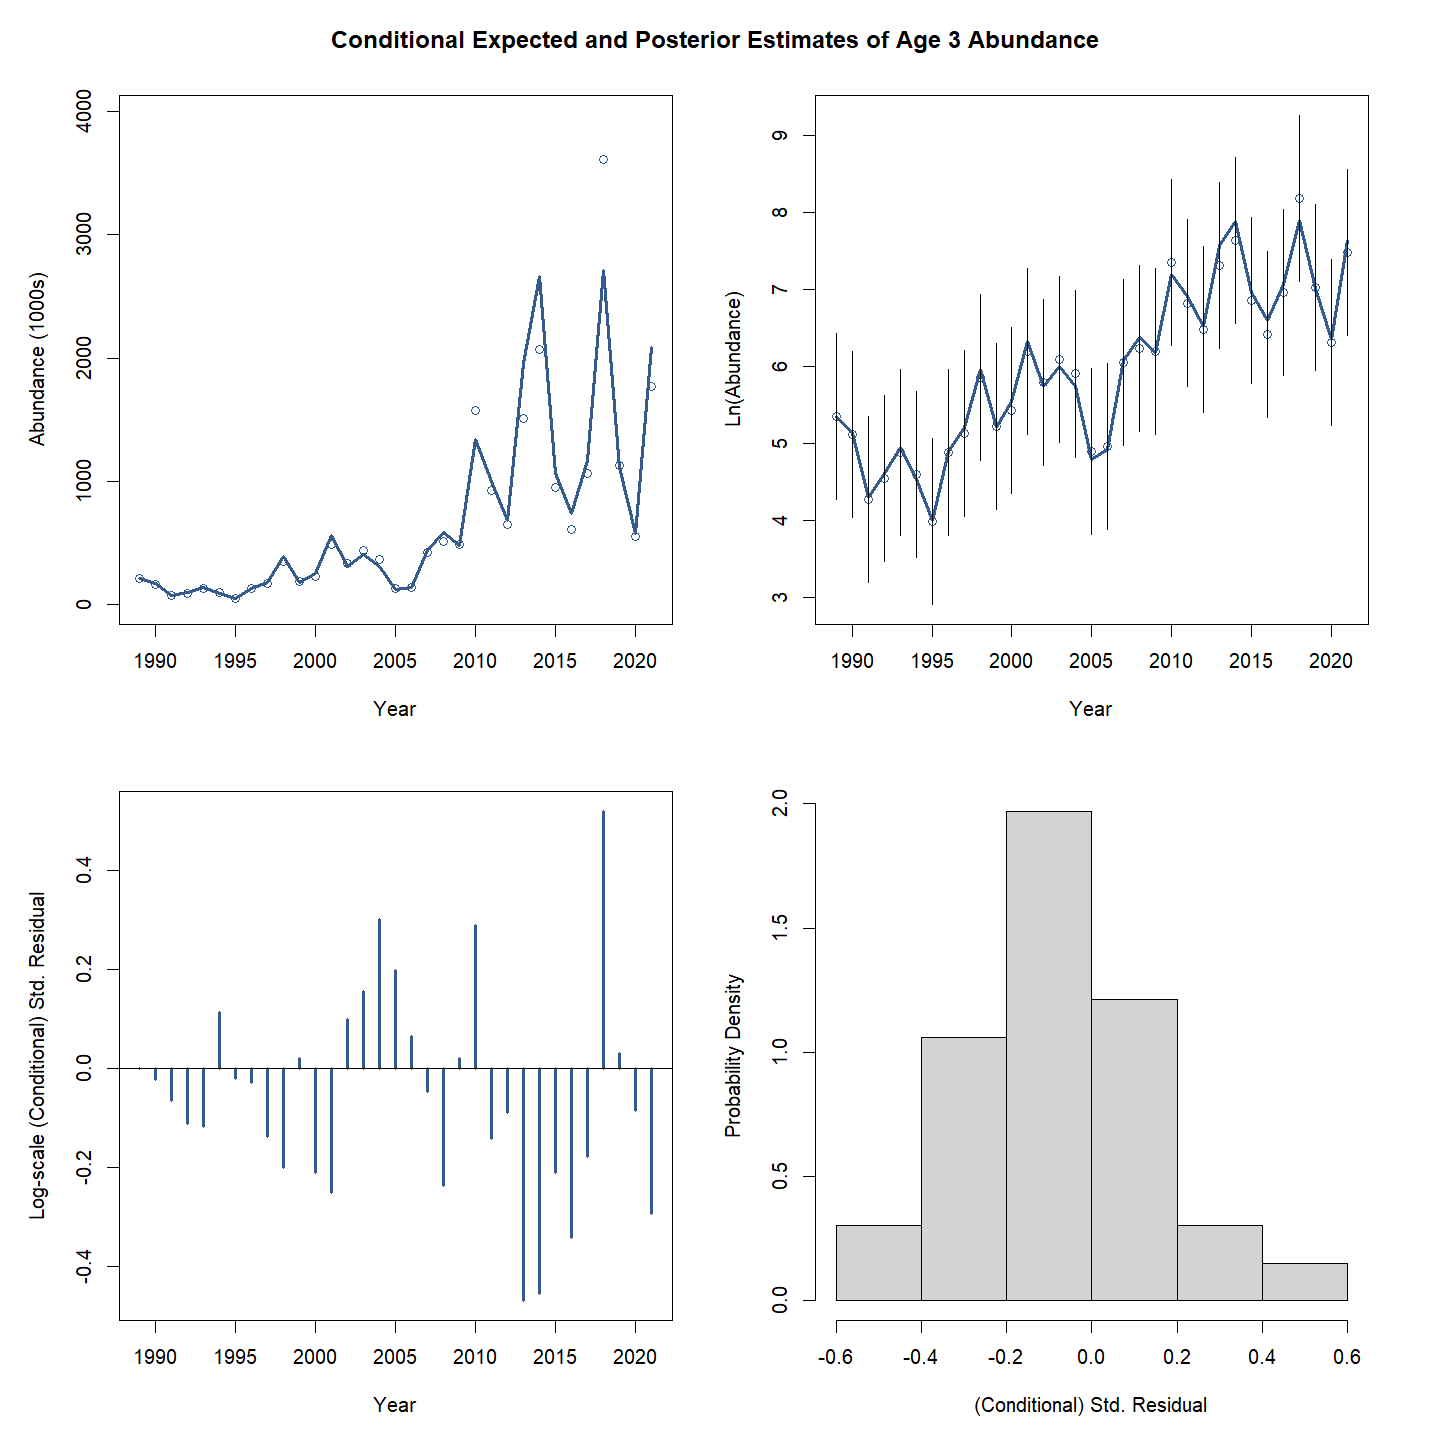 Conditional Expected and Posterior Estimates of Age 3 Abundance
Abundance (1000s)
4000
3000
2000
1000
0
1990 1995 2000 2005 2010 2015 2020
Year
Ln(Abundance)
9
8
7
6
5
4
3
1990 1995 2000 2005 2010 2015 2020
Year
Log-scale (Conditional) Std. Residual
0.4
0.2
0.0
-0.2
-0.4
1990 1995 2000 2005 2010 2015 2020
Year
Probability Density
2.0
1.5
1.0
0.5
0.0
-0.6 -0.4 -0.2 0.0 0.2 0.4 0.6
(Conditional) Std. Residual